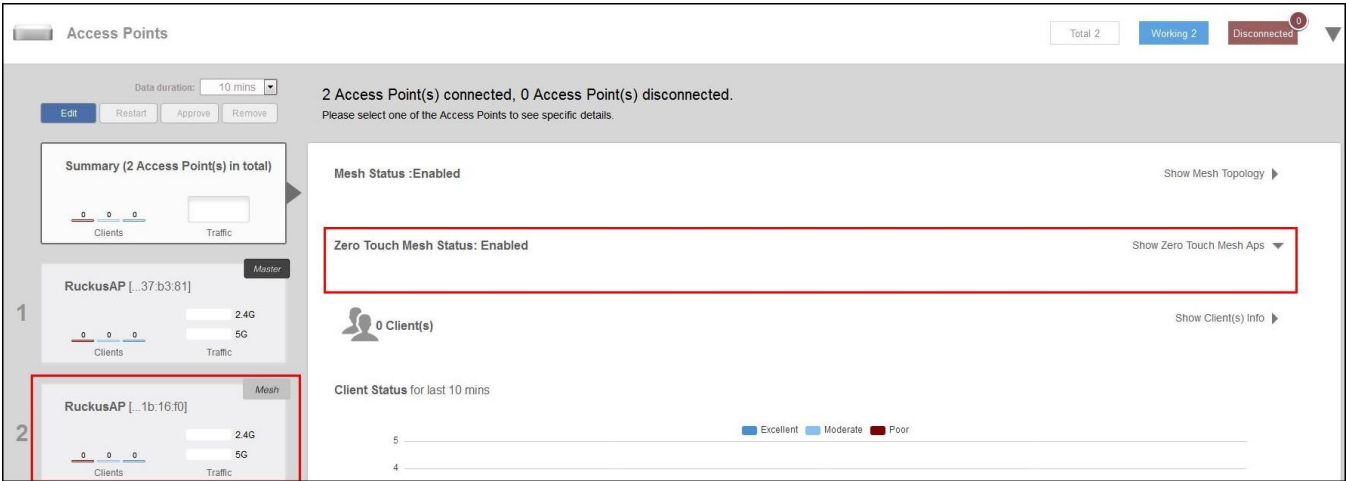 Access Points
Total 2
Working 2
Disconnected
0
Data duration: 10 mins
Edit Restart Approve Remove
2 Access Point(s) connected, 0 Access Point(s) disconnected.
Please select one of the Access Points to see specific details.
Summary (2 Access Point(s) in total)
0 0 0
Clients Traffic
Mesh Status :Enabled
Show Mesh Topology
Zero Touch Mesh Status: Enabled
Show Zero Touch Mesh Aps
1
Master
RuckusAP [...37:b3:81]
2.4G
0 0 0 5G
Clients Traffic
0 Client(s)
Show Client(s) Info
2
Mesh
RuckusAP [...1b:16:f0]
2.4G
0 0 0 5G
Clients Traffic
Client Status for last 10 mins
Excellent Moderate Poor
5
4